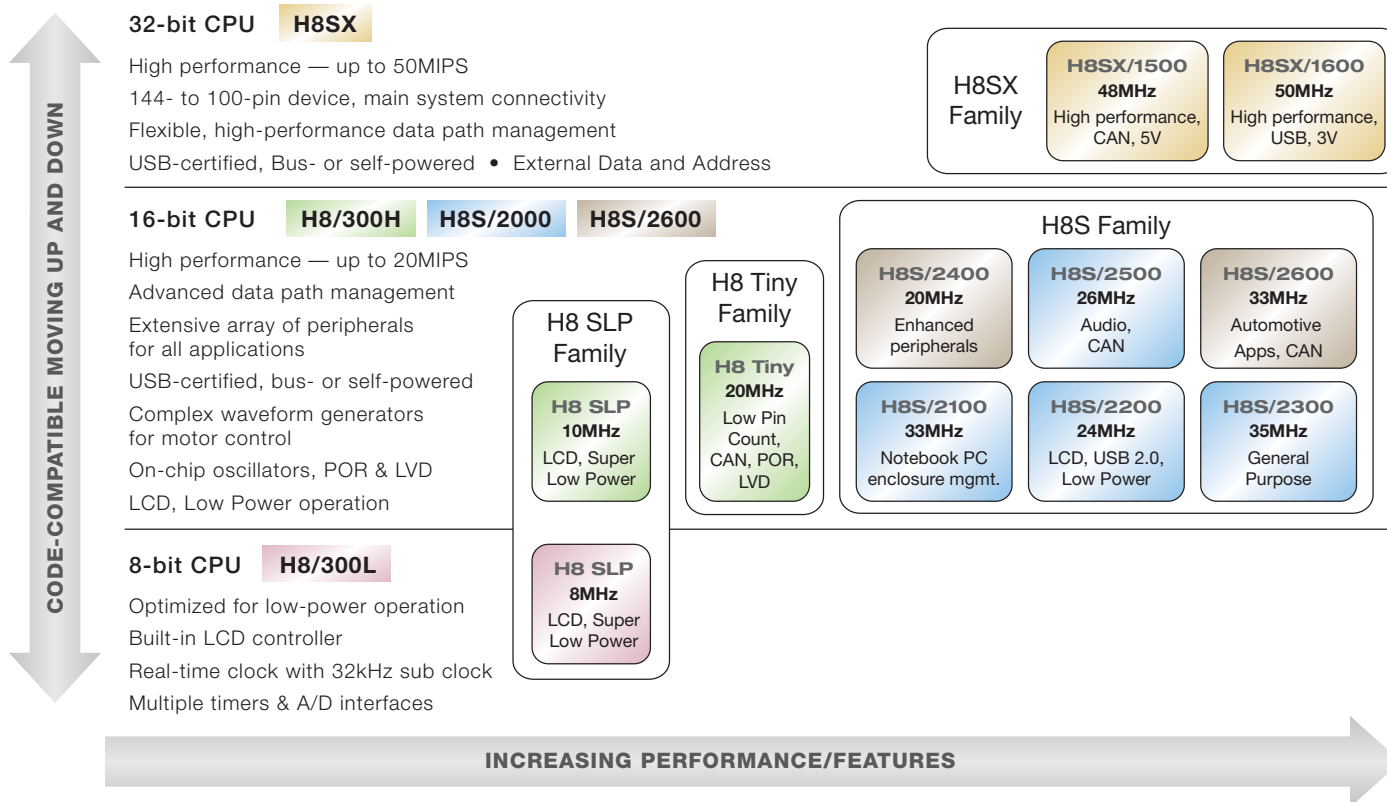 CODE-COMPATIBLE MOVING UP AND DOWN
32-bit CPU H8SX
High performance — up to 50MIPS
144- to 100-pin device, main system connectivity
Flexible, high-performance data path management
USB-certified, Bus- or self-powered • External Data and Address
H8SX
Family
H8SX/1500
48MHz
High performance,
CAN, 5V
H8SX/1600
50MHz
High performance,
USB, 3V
16-bit CPU H8/300H H8S/2000 H8S/2600
High performance — up to 20MIPS
Advanced data path management
Extensive array of peripherals
for all applications
USB-certified, bus- or self-powered
Complex waveform generators
for motor control
On-chip oscillators, POR & LVD
LCD, Low Power operation
H8 SLP
Family
H8 SLP
10MHz
LCD, Super
Low Power
H8 Tiny
Family
H8 Tiny
20MHz
Low Pin
Count,
CAN, POR,
LVD
H8S Family
H8S/2400
20MHz
Enhanced
peripherals
H8S/2500
26MHz
Audio,
CAN
H8S/2600
33MHz
Automotive
Apps, CAN
H8S/2100
33MHz
Notebook PC
enclosure mgmt.
H8S/2200
24MHz
LCD, USB 2.0,
Low Power
H8S/2300
35MHz
General
Purpose
8-bit CPU H8/300L
Optimized for low-power operation
Built-in LCD controller
Real-time clock with 32kHz sub clock
Multiple timers & A/D interfaces
H8 SLP
8MHz
LCD, Super
Low Power
INCREASING PERFORMANCE/FEATURES